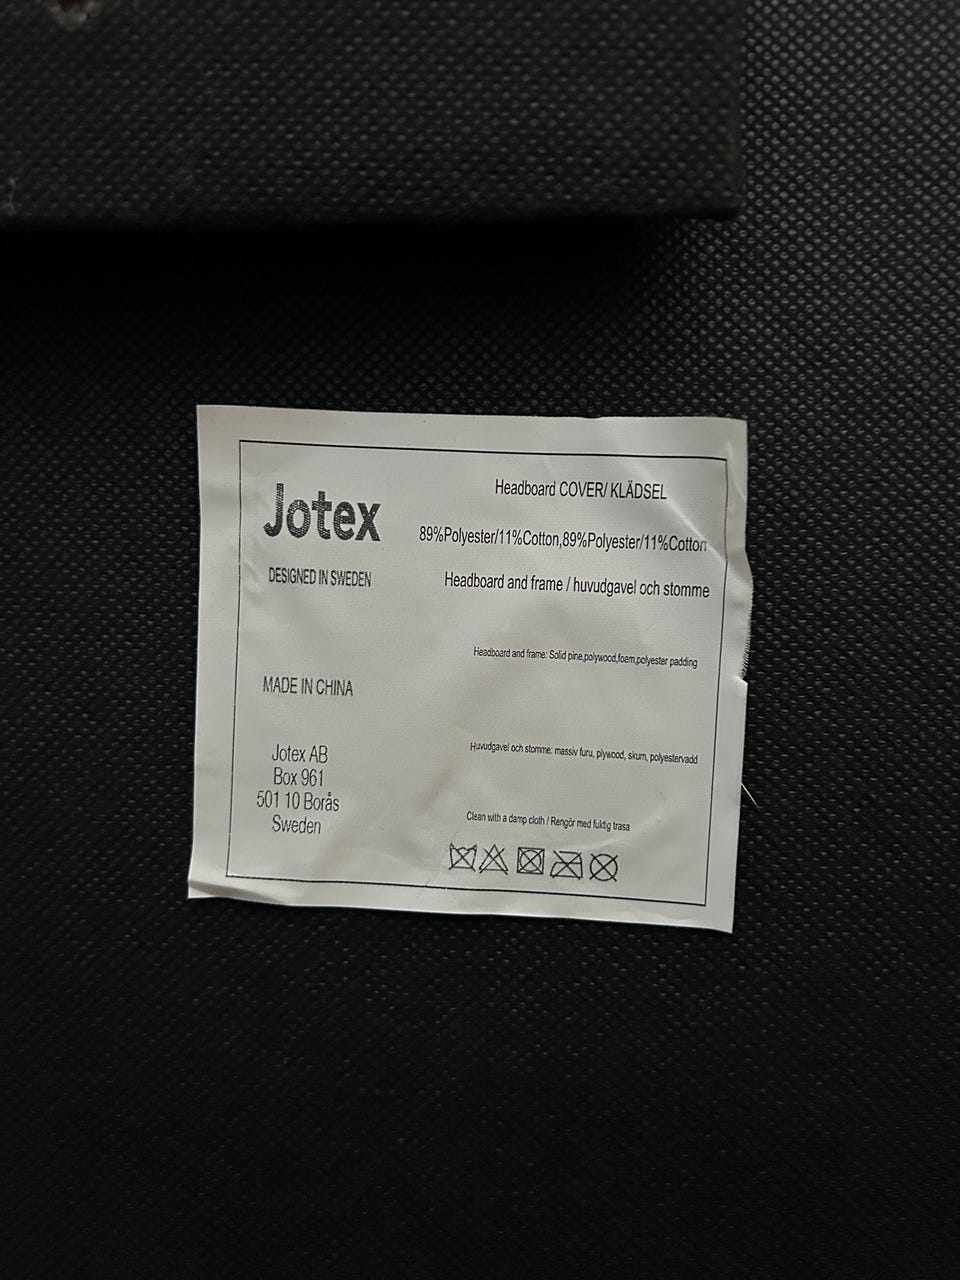 Jotex
DESIGNED IN SWEDEN
MADE IN CHINA
Jotex AB
Box 961
501 10 Borås
Sweden
Headboard COVER/ KLÄDSEL
89%Polyester/11%Cotton,89%Polyester/11%Cotton
Headboard and frame / huvudgavel och stomme
Headboard and frame: Solid pine,polywood,foam,polyester padding
Huvudgavel och stomme: massiv furu, plywood, skum, polyestervadd
Clean with a damp cloth / Rengör med fuktig trasa